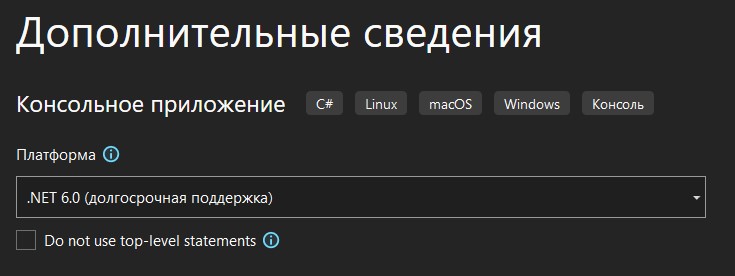 Дополнительные сведения
Консольное приложение C# Linux macOS Windows Консоль
Платформа
.NET 6.0 (долгосрочная поддержка)
Do not use top-level statements